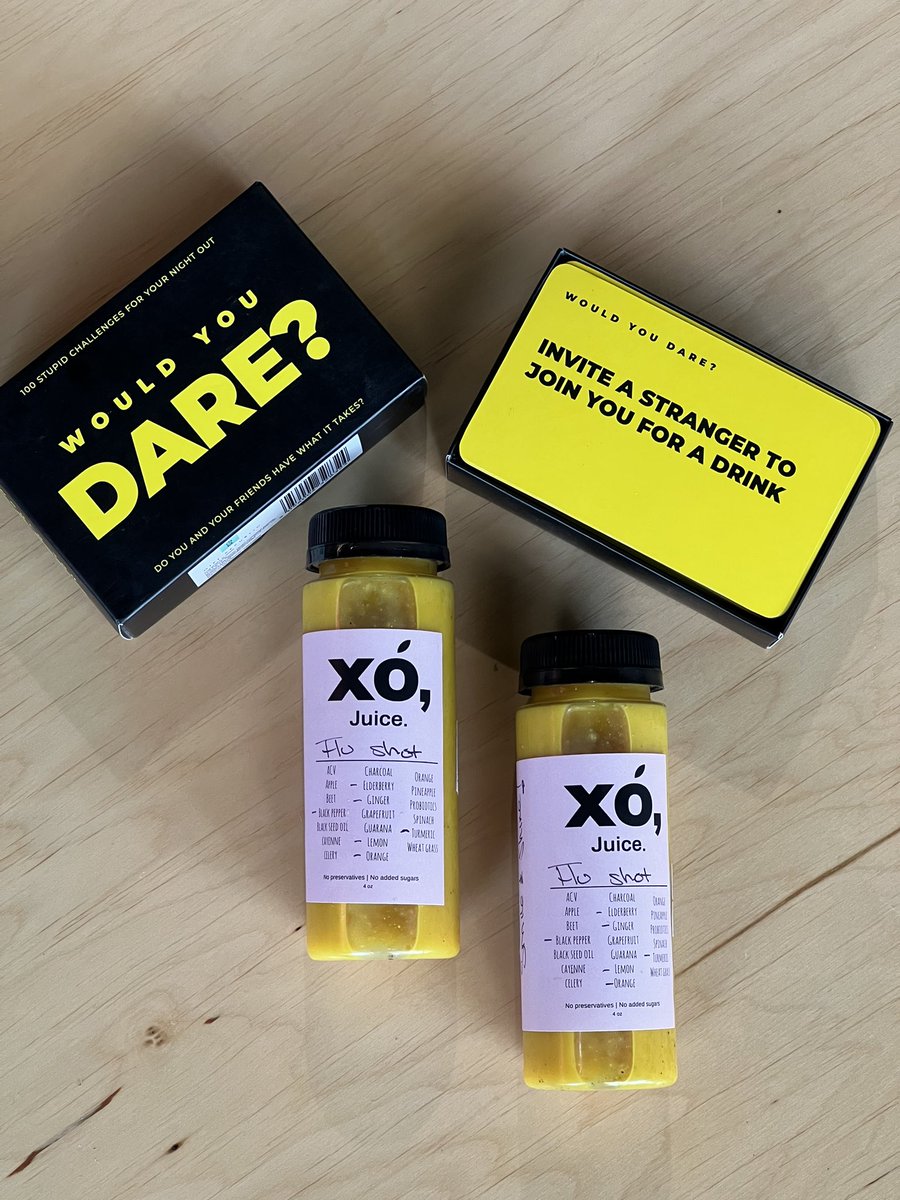 100 STUPID CHALLENGES FOR YOUR NIGHT OUT
WOULD YOU
DARE?
DO YOU AND YOUR FRIENDS HAVE WHAT IT TAKES?
WOULD YOU DARE?
INVITE A STRANGER TO
JOIN YOU FOR A DRINK
xó,
Juice.
Flu shot
ACV
APPLE
BEET
- BLACK PEPPER
BLACK SEED OIL
CAYENNE
CELERY
CHARCOAL
- ELDERBERRY
- GINGER
GRAPEFRUIT
GUARANA
- LEMON
- ORANGE
ORANGE
PINEAPPLE
PROBIOTICS
SPINACH
- TURMERIC
WHEAT GRASS
No preservatives | No added sugars
4 oz
xó,
Juice.
Flu shot
ACV
APPLE
BEET
- BLACK PEPPER
BLACK SEED OIL
CAYENNE
CELERY
CHARCOAL
- ELDERBERRY
- GINGER
GRAPEFRUIT
GUARANA
- LEMON
- ORANGE
ORANGE
PINEAPPLE
PROBIOTICS
SPINACH
- TURMERIC
WHEAT GRASS
No preservatives | No added sugars
4 oz